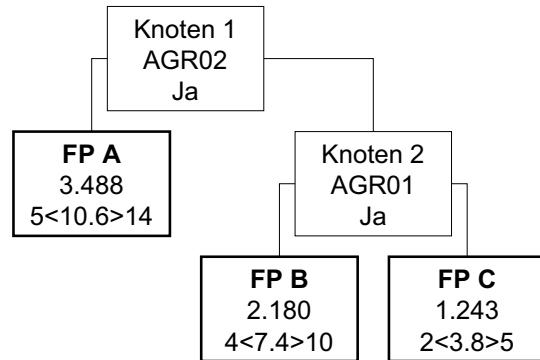 Knoten 1
AGR02
Ja
FP A
3.488
5<10.6>14
Knoten 2
AGR01
Ja
FP B
2.180
4<7.4>10
FP C
1.243
2<3.8>5